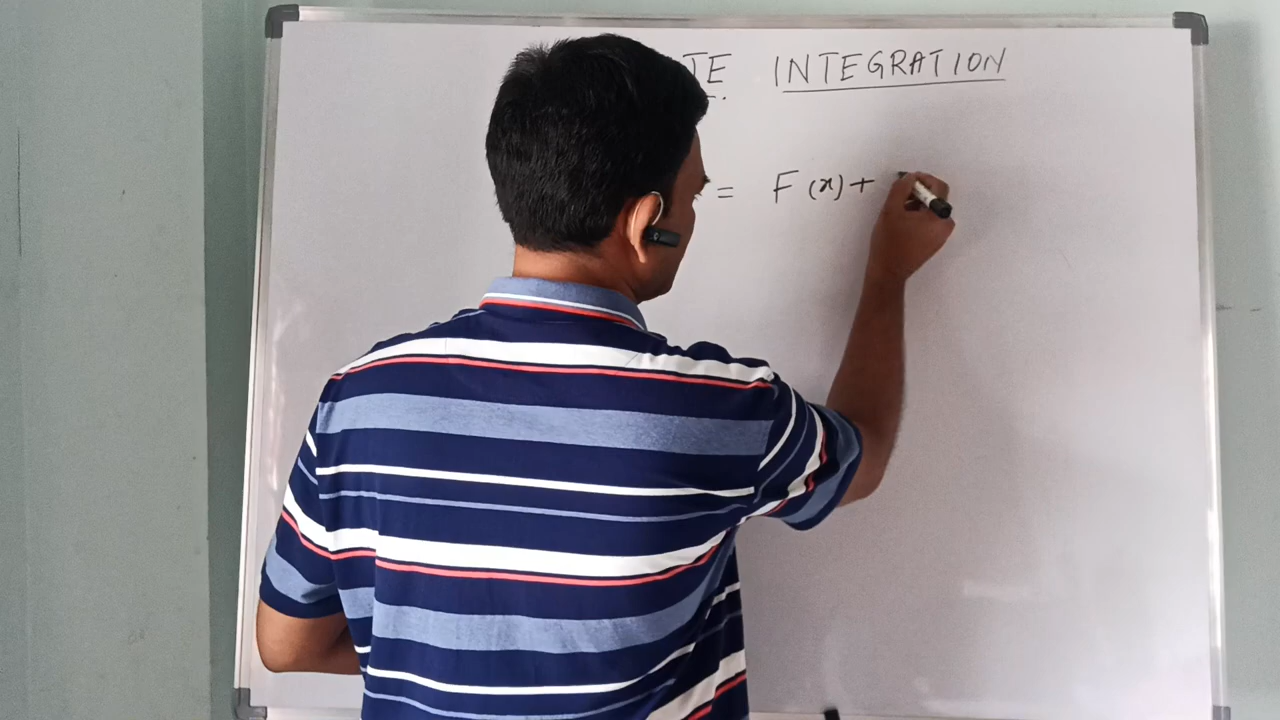 TE INTEGRATION
= F(x) +